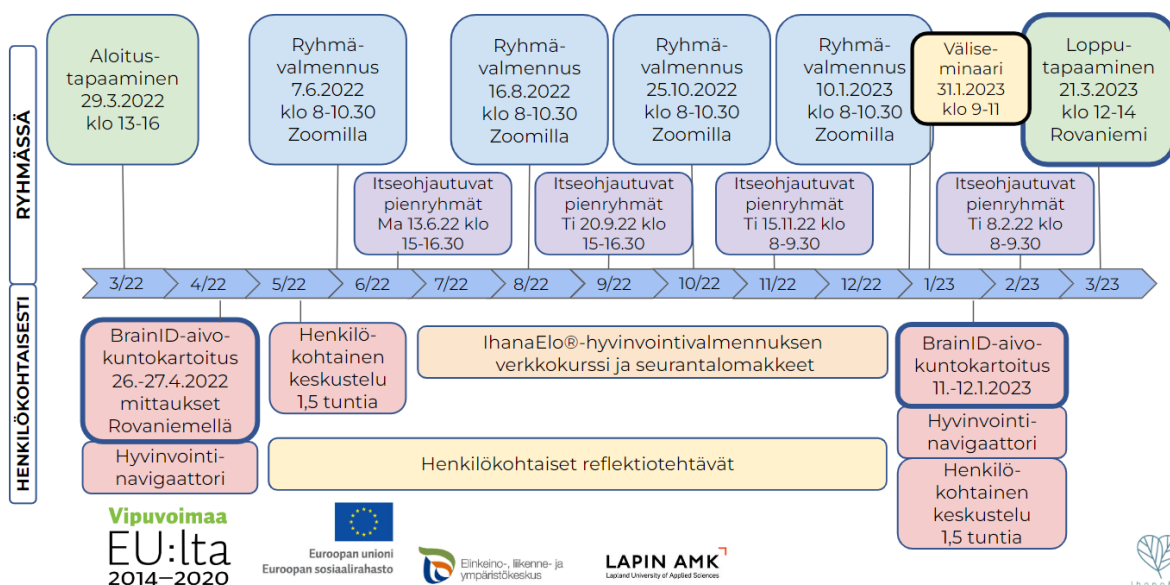 RYHMÄSSÄ
Aloitus-
tapaaminen
29.3.2022
klo 13-16
Ryhmä-
valmennus
7.6.2022
klo 8-10.30
Zoomilla
Ryhmä-
valmennus
16.8.2022
klo 8-10.30
Zoomilla
Ryhmä-
valmennus
25.10.2022
klo 8-10.30
Zoomilla
Ryhmä-
valmennus
10.1.2023
klo 8-10.30
Zoomilla
Välise-
minaari
31.1.2023
klo 9-11
Loppu-
tapaaminen
21.3.2023
klo 12-14
Rovaniemi
Itseohjautuvat
pienryhmät
Ma 13.6.22 klo
15-16.30
Itseohjautuvat
pienryhmät
Ti 20.9.22 klo
15-16.30
Itseohjautuvat
pienryhmät
Ti 15.11.22 klo
8-9.30
Itseohjautuvat
pienryhmät
Ti 8.2.22 klo
8-9.30
3/22
4/22
5/22
6/22
7/22
8/22
9/22
10/22
11/22
12/22
1/23
2/23
3/23
HENKILÖKOHTAISESTI
BrainID-aivo-
kuntokartoitus
26.-27.4.2022
mittaukset
Rovaniemellä
Hyvinvointi-
navigaattori
Henkilö-
kohtainen
keskustelu
1,5 tuntia
IhanaElo®-hyvinvointivalmennuksen
verkkokurssi ja seurantalomakkeet
Henkilökohtaiset reflektiotehtävät
BrainID-aivo-
kuntokartoitus
11.-12.1.2023
Hyvinvointi-
navigaattori
Henkilö-
kohtainen
keskustelu
1,5 tuntia
Vipuvoimaa
EU:lta
2014–2020
Euroopan unioni
Euroopan sosiaalirahasto
Elinkeino-, liikenne- ja
ympäristökeskus
LAPIN AMK
Lapland University of Applied Sciences